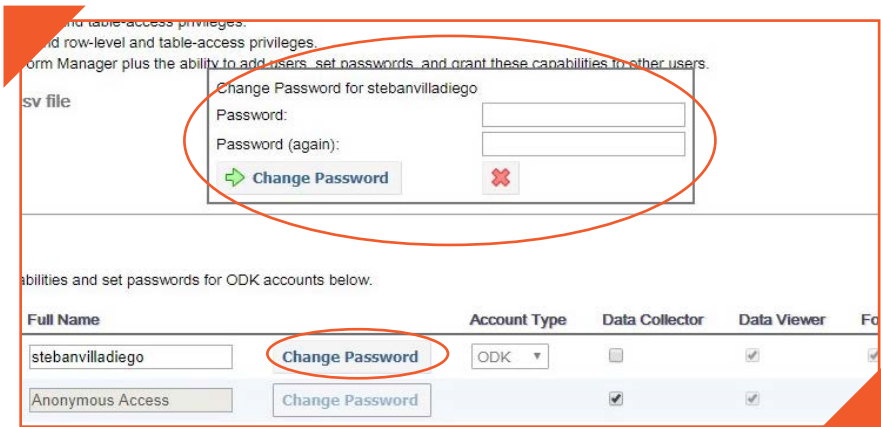 and table-access privileges.
nd row-level and table-access privileges.
orm Manager plus the ability to add users, set passwords, and grant these capabilities to other users.
sv file
Change Password for stebanvilladiego
Password:
Password (again):
Change Password
abilities and set passwords for ODK accounts below.
Full Name Account Type Data Collector Data Viewer Fo
stebanvilladiego Change Password ODK
Anonymous Access Change Password